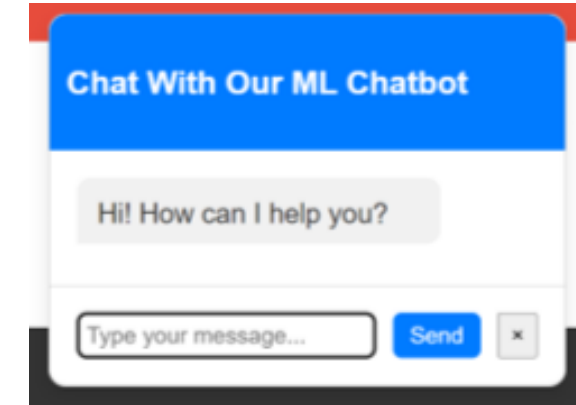 Chat With Our ML Chatbot
Hi! How can I help you?
Type your message... Send ×